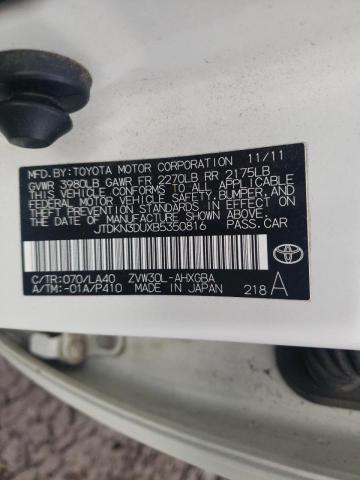 MFD.BY:TOYOTA MOTOR CORPORATION 11/11
GVWR 3980LB GAWR FR 2270LB RR 2175LB
THIS VEHICLE CONFORMS TO ALL APPLICABLE
FEDERAL MOTOR VEHICLE SAFETY, BUMPER, AND
THEFT PREVENTION STANDARDS IN EFFECT ON
THE DATE OF MANUFACTURE SHOWN ABOVE.
JTDKN3DUXB5350816 PASS.CAR
C/TR:070/LA40 ZVW30L-AHXGBA
A/TM:-01A/P410 MADE IN JAPAN 218 A